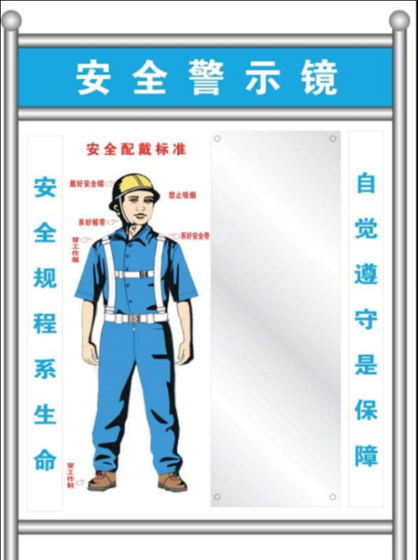 安全警示镜
安全配戴标准
安全规程系生命
自觉遵守是保障
戴好安全帽
禁止吸烟
系好帽带
系好安全带
穿工作服
穿工作鞋